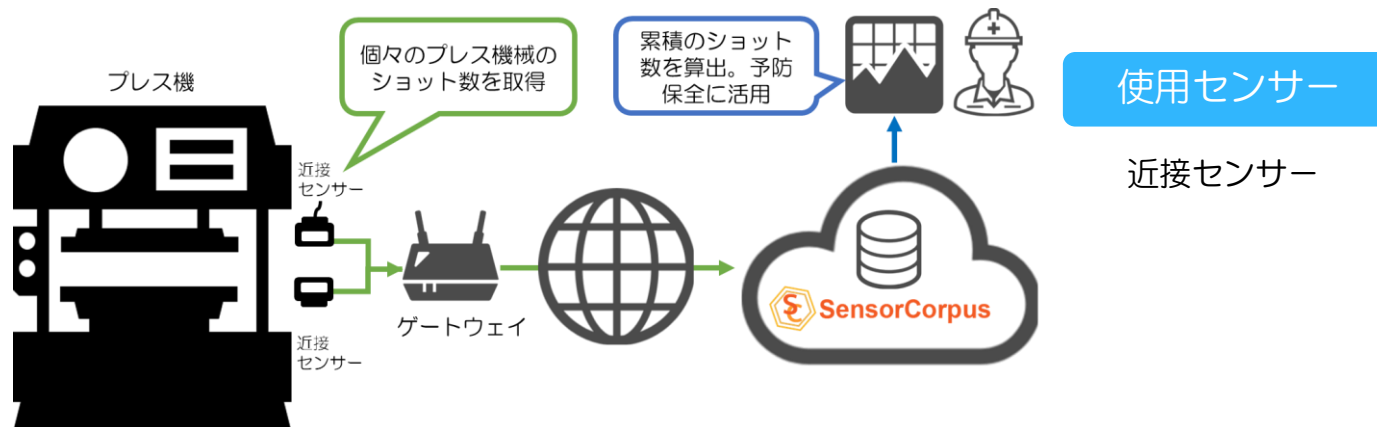 プレス機
個々のプレス機械の
ショット数を取得
累積のショット
数を算出。予防
保全に活用
使用センサー
近接センサー
近接
センサー
近接
センサー
ゲートウェイ
SC SensorCorpus